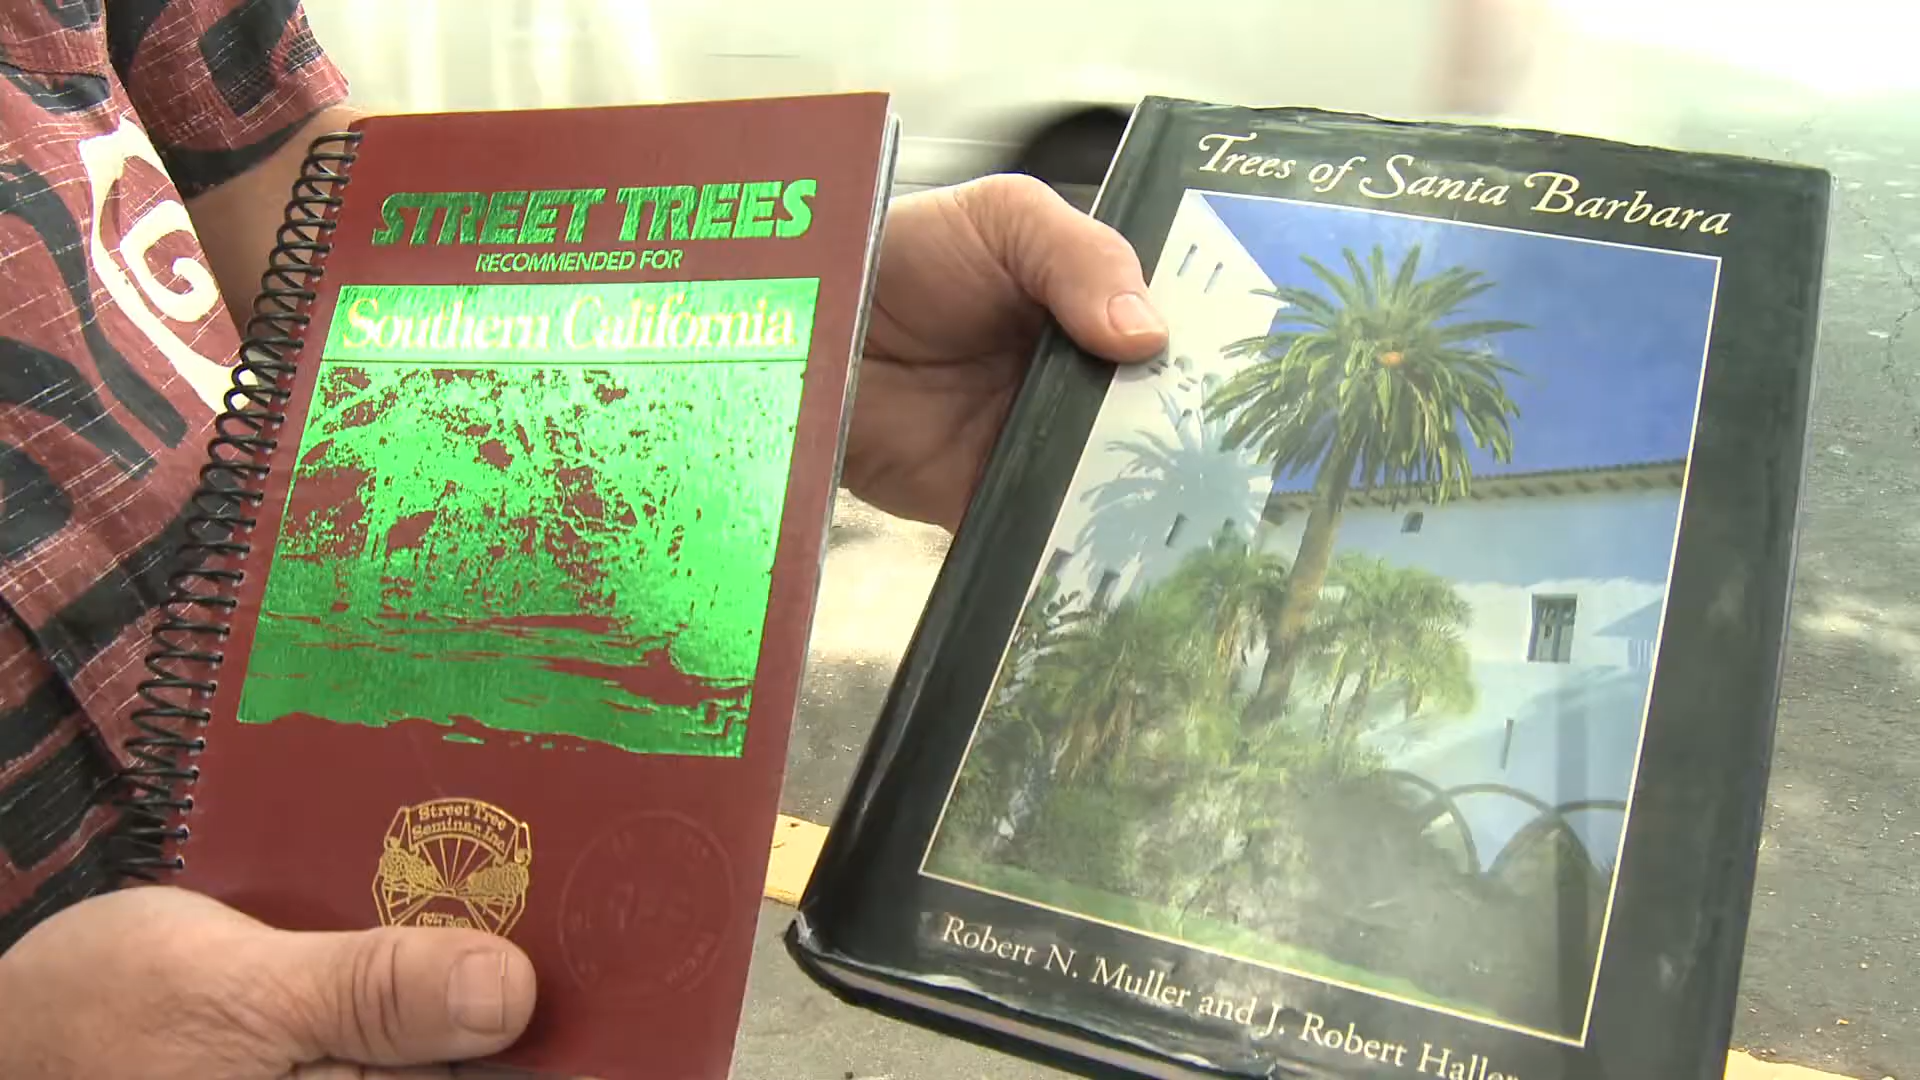 STREET TREES
RECOMMENDED FOR
Southern California
Street Tree
Seminar, Inc.
Trees of Santa Barbara
Robert N. Muller and J. Robert Haller